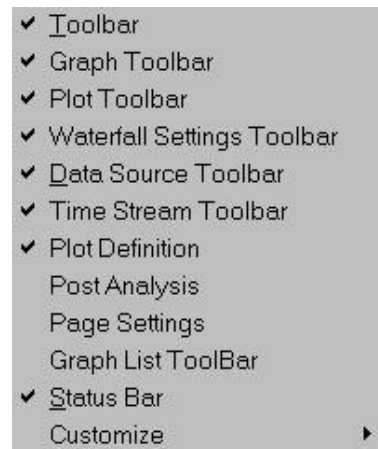 Toolbar
Graph Toolbar
Plot Toolbar
Waterfall Settings Toolbar
Data Source Toolbar
Time Stream Toolbar
Plot Definition
Post Analysis
Page Settings
Graph List ToolBar
Status Bar
Customize